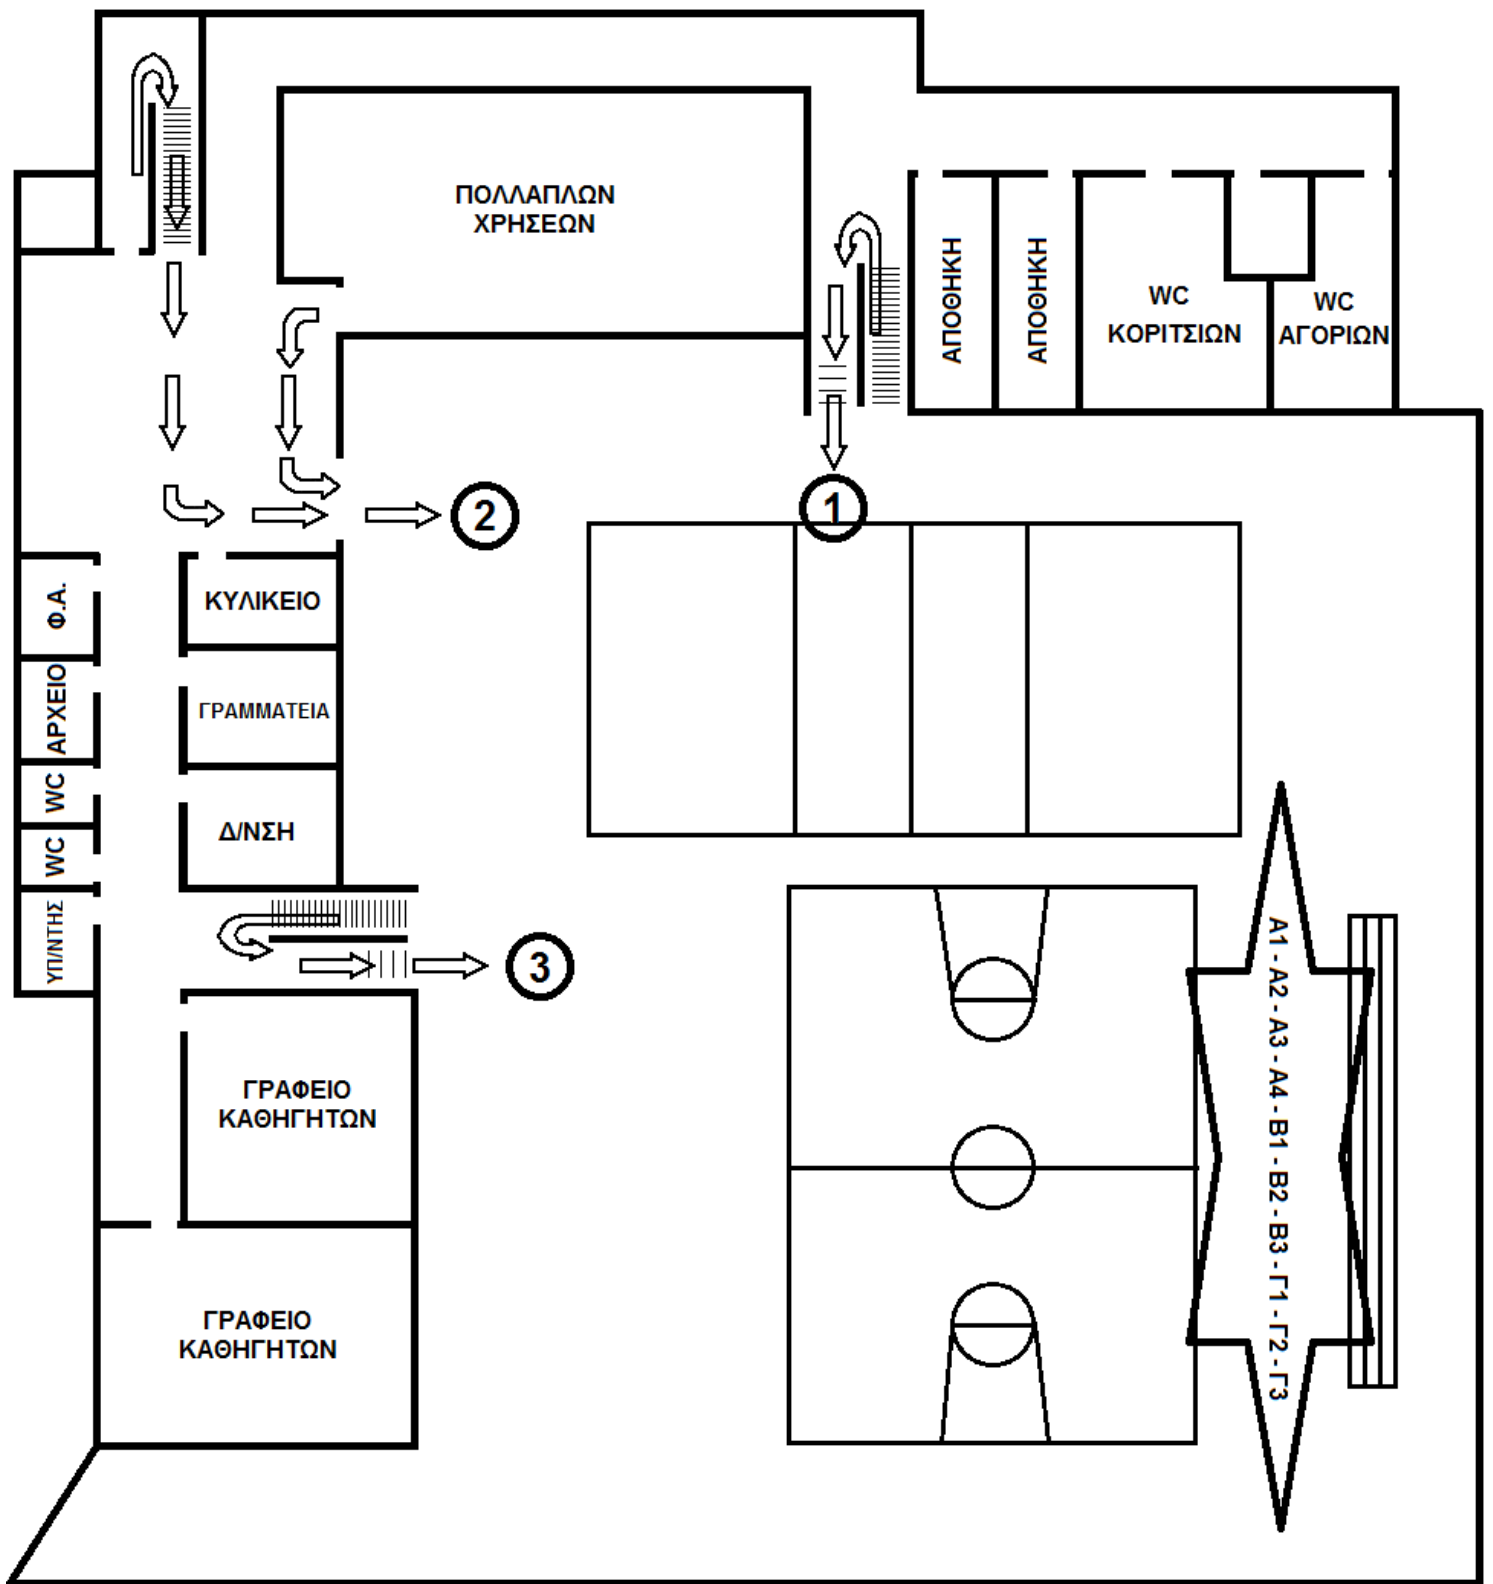 ΠΟΛΛΑΠΛΩΝ
ΧΡΗΣΕΩΝ
ΑΠΟΘΗΚΗ
ΑΠΟΘΗΚΗ
WC
ΚΟΡΙΤΣΙΩΝ
WC
ΑΓΟΡΙΩΝ
2
1
Φ.Α.
ΚΥΛΙΚΕΙΟ
ΑΡΧΕΙΟ
ΓΡΑΜΜΑΤΕΙΑ
WC
Δ/ΝΣΗ
WC
ΥΠ/ΝΤΗΣ
3
ΓΡΑΦΕΙΟ
ΚΑΘΗΓΗΤΩΝ
Α1 - Α2 - Α3 - Α4 - Β1 - Β2 - Β3 - Γ1 - Γ2 - Γ3
ΓΡΑΦΕΙΟ
ΚΑΘΗΓΗΤΩΝ